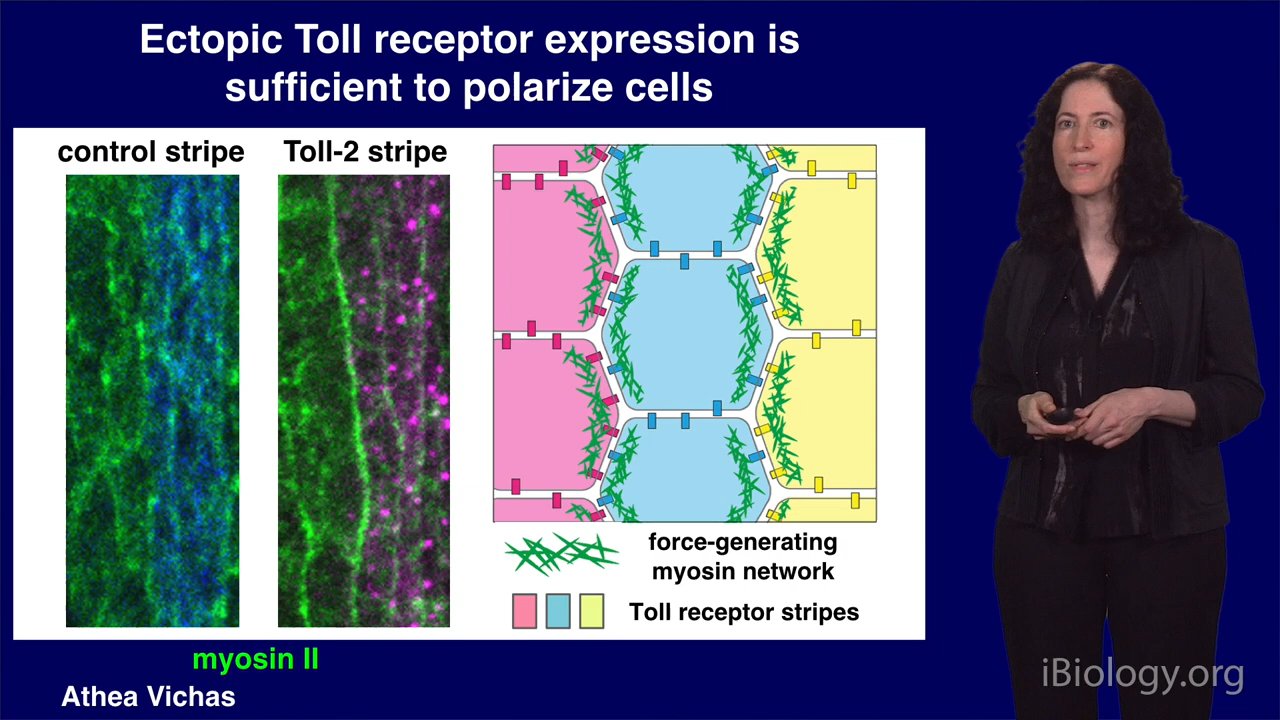 Ectopic Toll receptor expression is
sufficient to polarize cells
control stripe
Toll-2 stripe
force-generating
myosin network
Toll receptor stripes
myosin II
Athea Vichas
iBiology.org